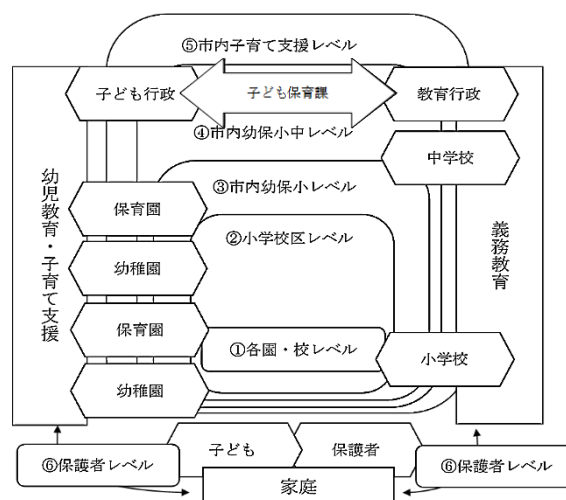 ⑤市内子育て支援レベル
子ども行政
子ども保育課
教育行政
④市内幼保小中レベル
中学校
③市内幼保小レベル
保育園
②小学校区レベル
幼稚園
保育園
①各園・校レベル
小学校
幼稚園
幼児教育・子育て支援
義務教育
子ども
保護者
⑥保護者レベル
⑥保護者レベル
家庭